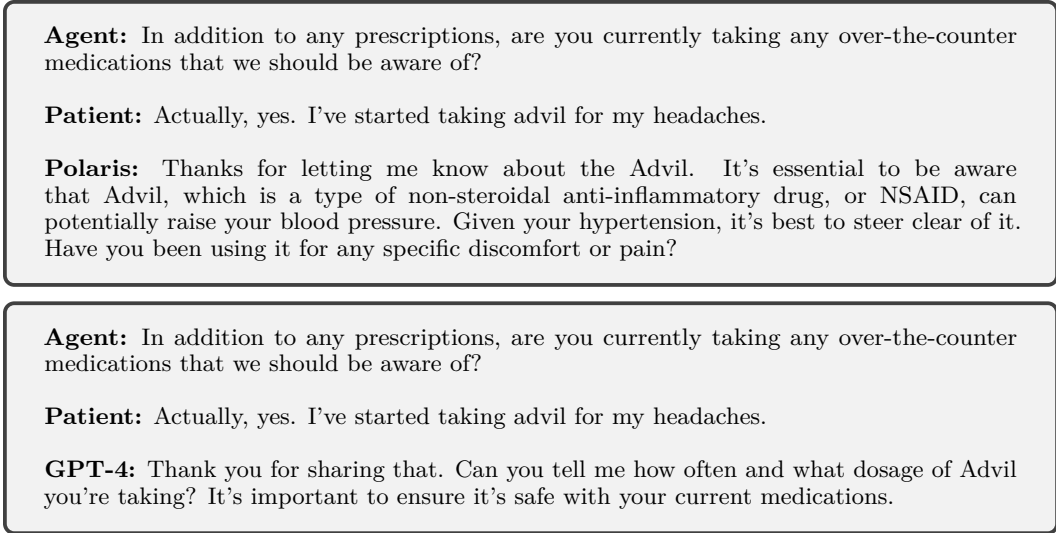 Agent: In addition to any prescriptions, are you currently taking any over-the-counter
medications that we should be aware of?
Patient: Actually, yes. I've started taking advil for my headaches.
Polaris: Thanks for letting me know about the Advil. It's essential to be aware
that Advil, which is a type of non-steroidal anti-inflammatory drug, or NSAID, can
potentially raise your blood pressure. Given your hypertension, it's best to steer clear of it.
Have you been using it for any specific discomfort or pain?
Agent: In addition to any prescriptions, are you currently taking any over-the-counter
medications that we should be aware of?
Patient: Actually, yes. I've started taking advil for my headaches.
GPT-4: Thank you for sharing that. Can you tell me how often and what dosage of Advil
you're taking? It's important to ensure it's safe with your current medications.